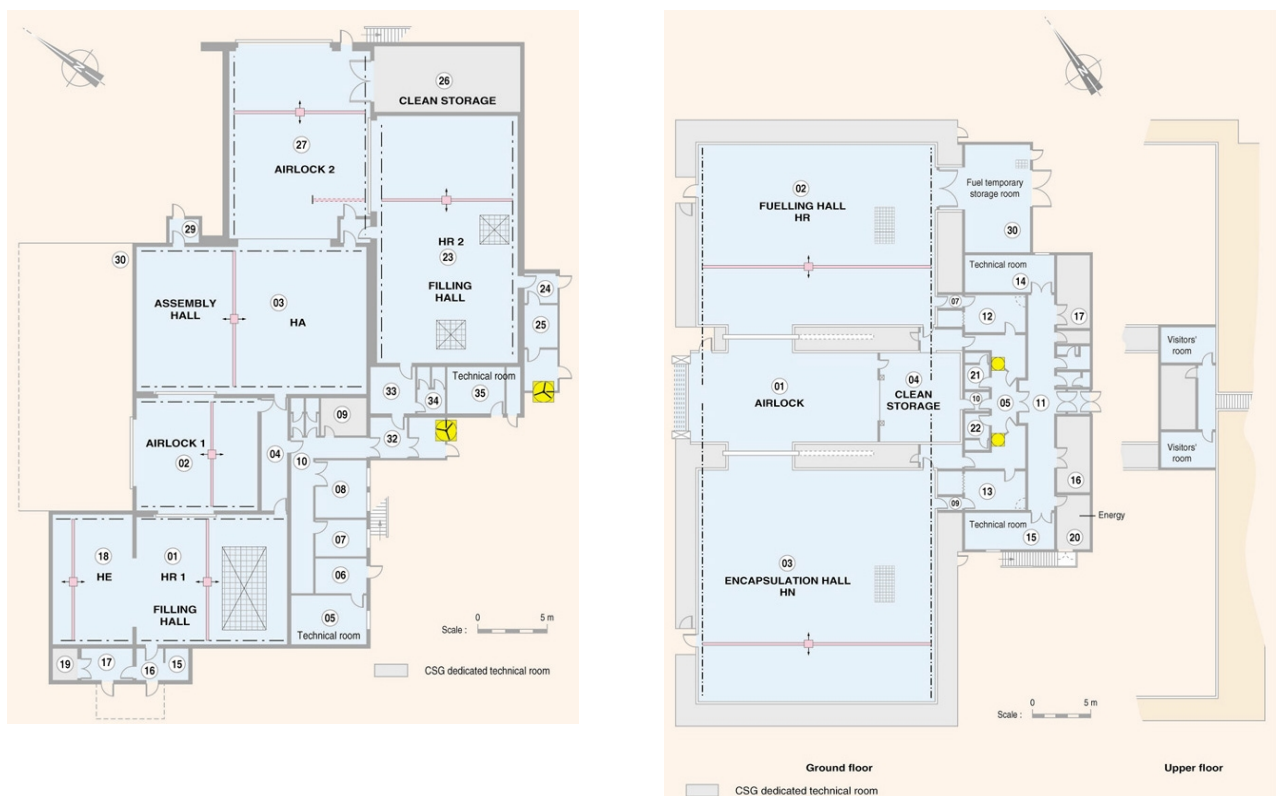 26
CLEAN STORAGE
27
AIRLOCK 2
29
30
HR 2
23
FILLING
HALL
24
25
ASSEMBLY
HALL
03
HA
33
34
Technical room
35
09
32
AIRLOCK 1
02
04
10
08
07
06
18
HE
01
HR 1
FILLING
HALL
05
Technical room
19
17
16
15
Scale :
0
5 m
CSG dedicated technical room
N
02
FUELLING HALL
HR
Fuel temporary
storage room
30
Technical room
14
07
12
17
01
AIRLOCK
04
CLEAN
STORAGE
21
10
05
11
22
16
13
09
Technical room
15
Energy
20
03
ENCAPSULATION HALL
HN
Scale :
0
5 m
Visitors'
room
Visitors'
room
Ground floor
Upper floor
CSG dedicated technical room